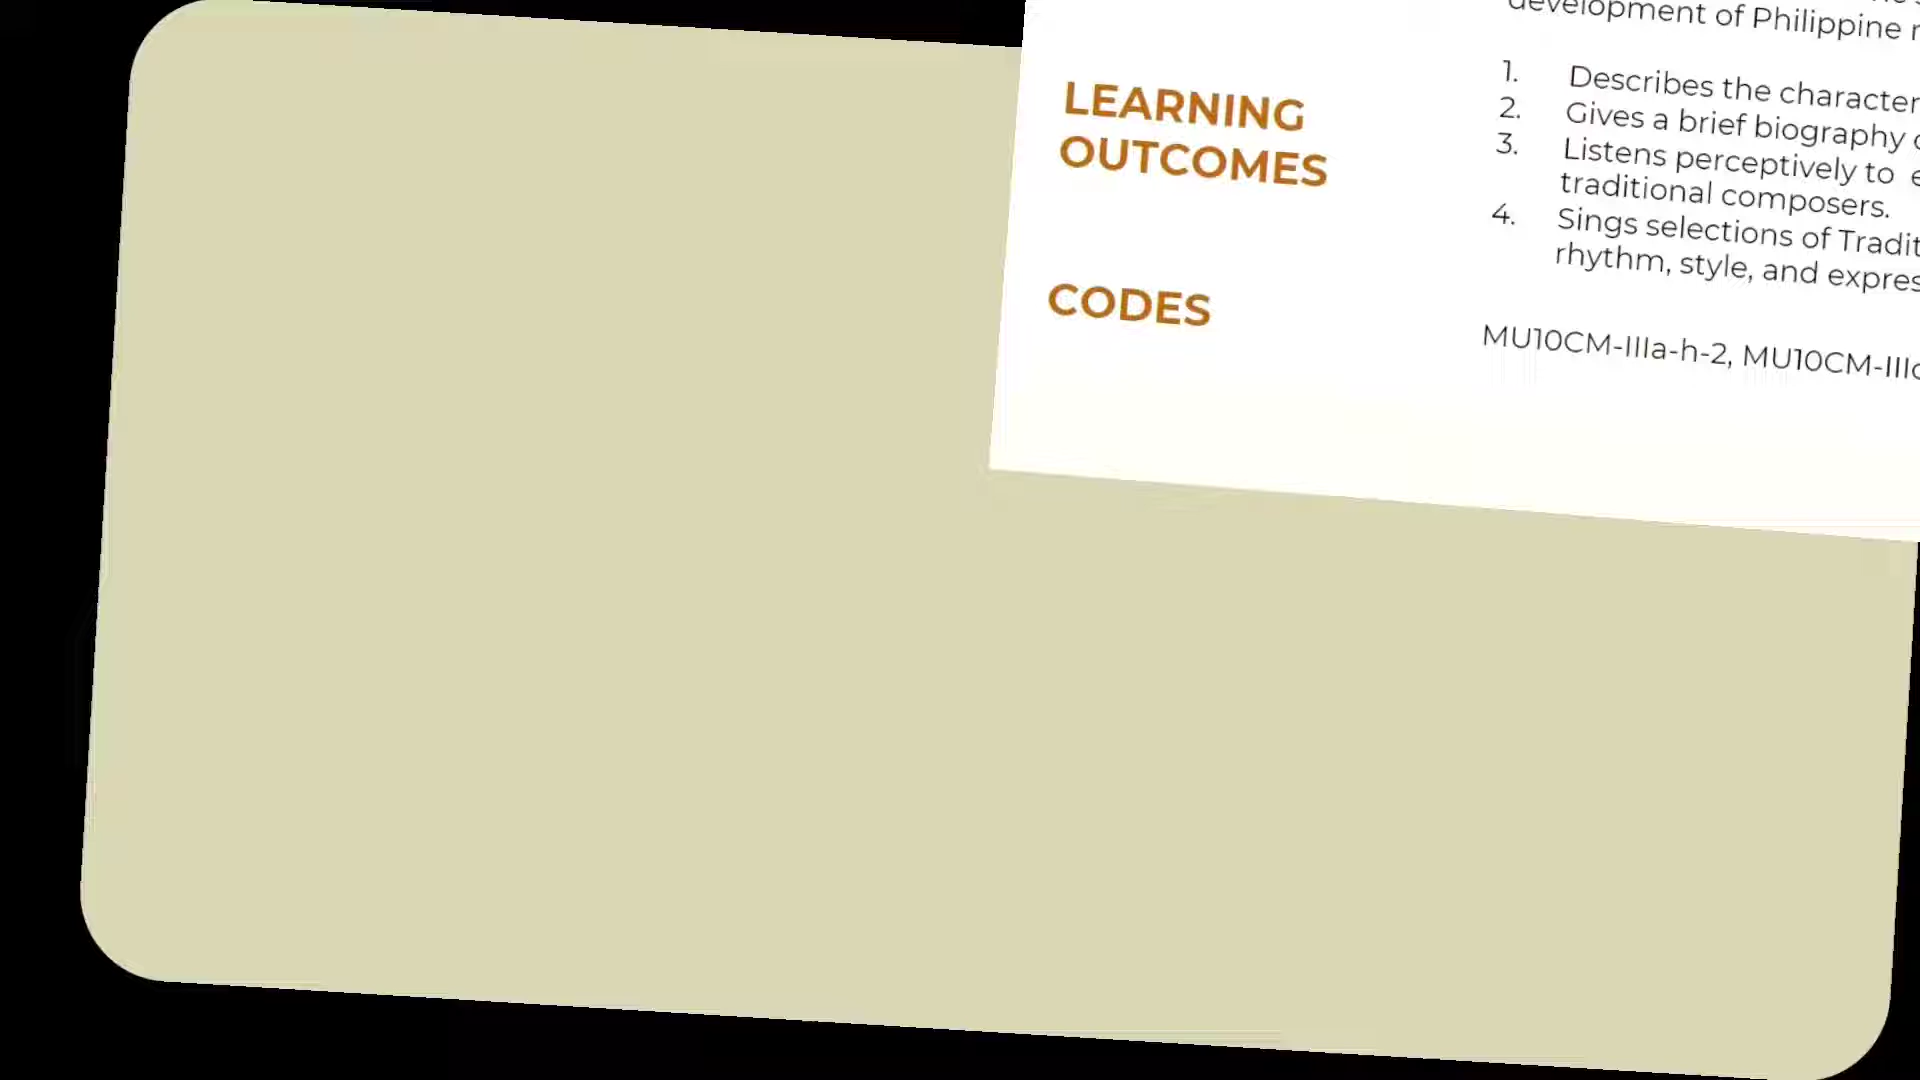 development of Philippine
LEARNING
OUTCOMES
1. Describes the character
2. Gives a brief biography
3. Listens perceptively to
traditional composers.
4. Sings selections of Tradit
rhythm, style, and expres
CODES
MU10CM-IIIa-h-2, MU10CM-III